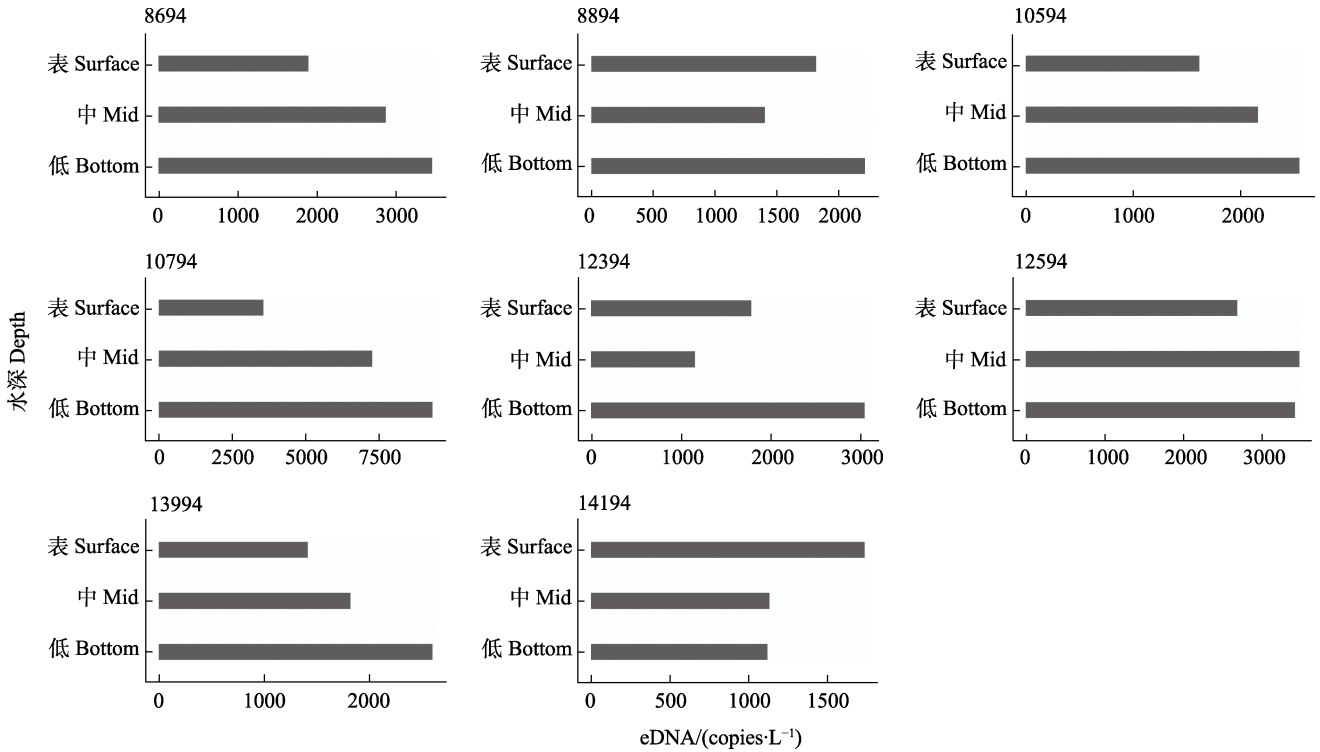 8694
表 Surface
中 Mid
低 Bottom
0 1000 2000 3000
8894
表 Surface
中 Mid
低 Bottom
0 500 1000 1500 2000
10594
表 Surface
中 Mid
低 Bottom
0 1000 2000
水深 Depth
10794
表 Surface
中 Mid
低 Bottom
0 2500 5000 7500
12394
表 Surface
中 Mid
低 Bottom
0 1000 2000 3000
12594
表 Surface
中 Mid
低 Bottom
0 1000 2000 3000
13994
表 Surface
中 Mid
低 Bottom
0 1000 2000
14194
表 Surface
中 Mid
低 Bottom
0 500 1000 1500
eDNA/(copies·L⁻¹)